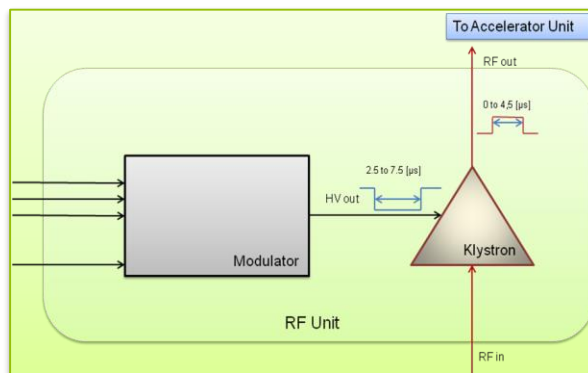 To Accelerator Unit
RF out
0 to 4,5 [µs]
2.5 to 7.5 [µs]
HV out
Klystron
Modulator
RF Unit
RF in